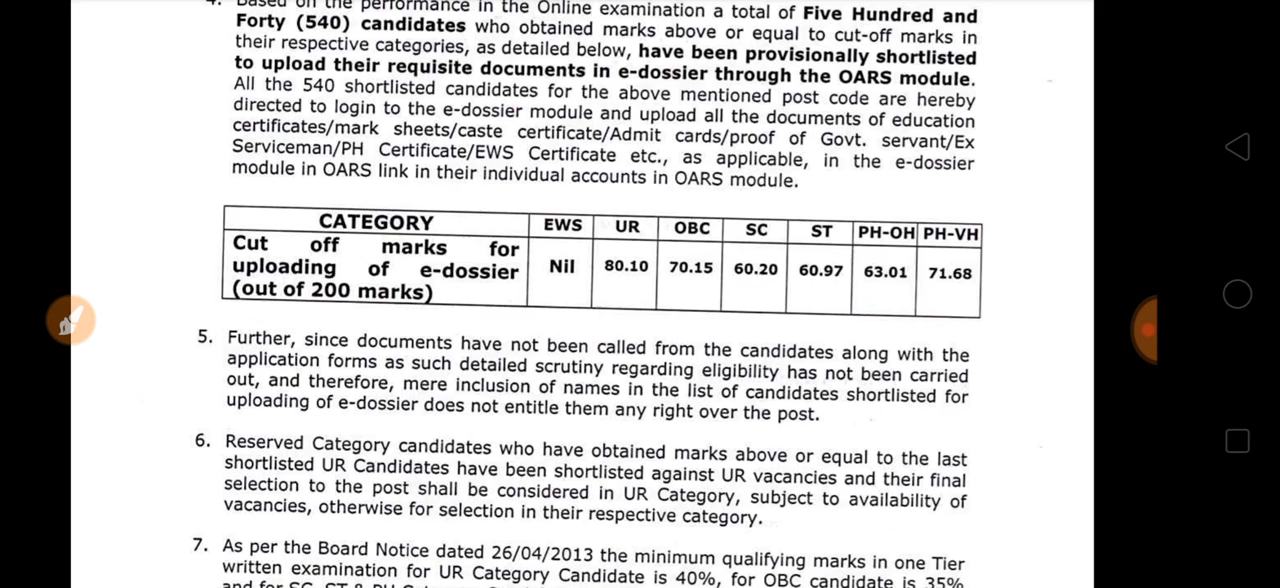 4. Based on the performance in the Online examination a total of Five Hundred and
Forty (540) candidates who obtained marks above or equal to cut-off marks in
their respective categories, as detailed below, have been provisionally shortlisted
to upload their requisite documents in e-dossier through the OARS module.
All the 540 shortlisted candidates for the above mentioned post code are hereby
directed to login to the e-dossier module and upload all the documents of education
certificates/mark sheets/caste certificate/Admit cards/proof of Govt. servant/Ex
Serviceman/PH Certificate/EWS Certificate etc., as applicable, in the e-dossier
module in OARS link in their individual accounts in OARS module.
CATEGORY EWS UR OBC SC ST PH-OH PH-VH
Cut off marks for
uploading of e-dossier Nil 80.10 70.15 60.20 60.97 63.01 71.68
(out of 200 marks)
5. Further, since documents have not been called from the candidates along with the
application forms as such detailed scrutiny regarding eligibility has not been carried
out, and therefore, mere inclusion of names in the list of candidates shortlisted for
uploading of e-dossier does not entitle them any right over the post.
6. Reserved Category candidates who have obtained marks above or equal to the last
shortlisted UR Candidates have been shortlisted against UR vacancies and their final
selection to the post shall be considered in UR Category, subject to availability of
vacancies, otherwise for selection in their respective category.
7. As per the Board Notice dated 26/04/2013 the minimum qualifying marks in one Tier
written examination for UR Category Candidate is 40%, for OBC candidate is 35%
and for SC, ST & PH